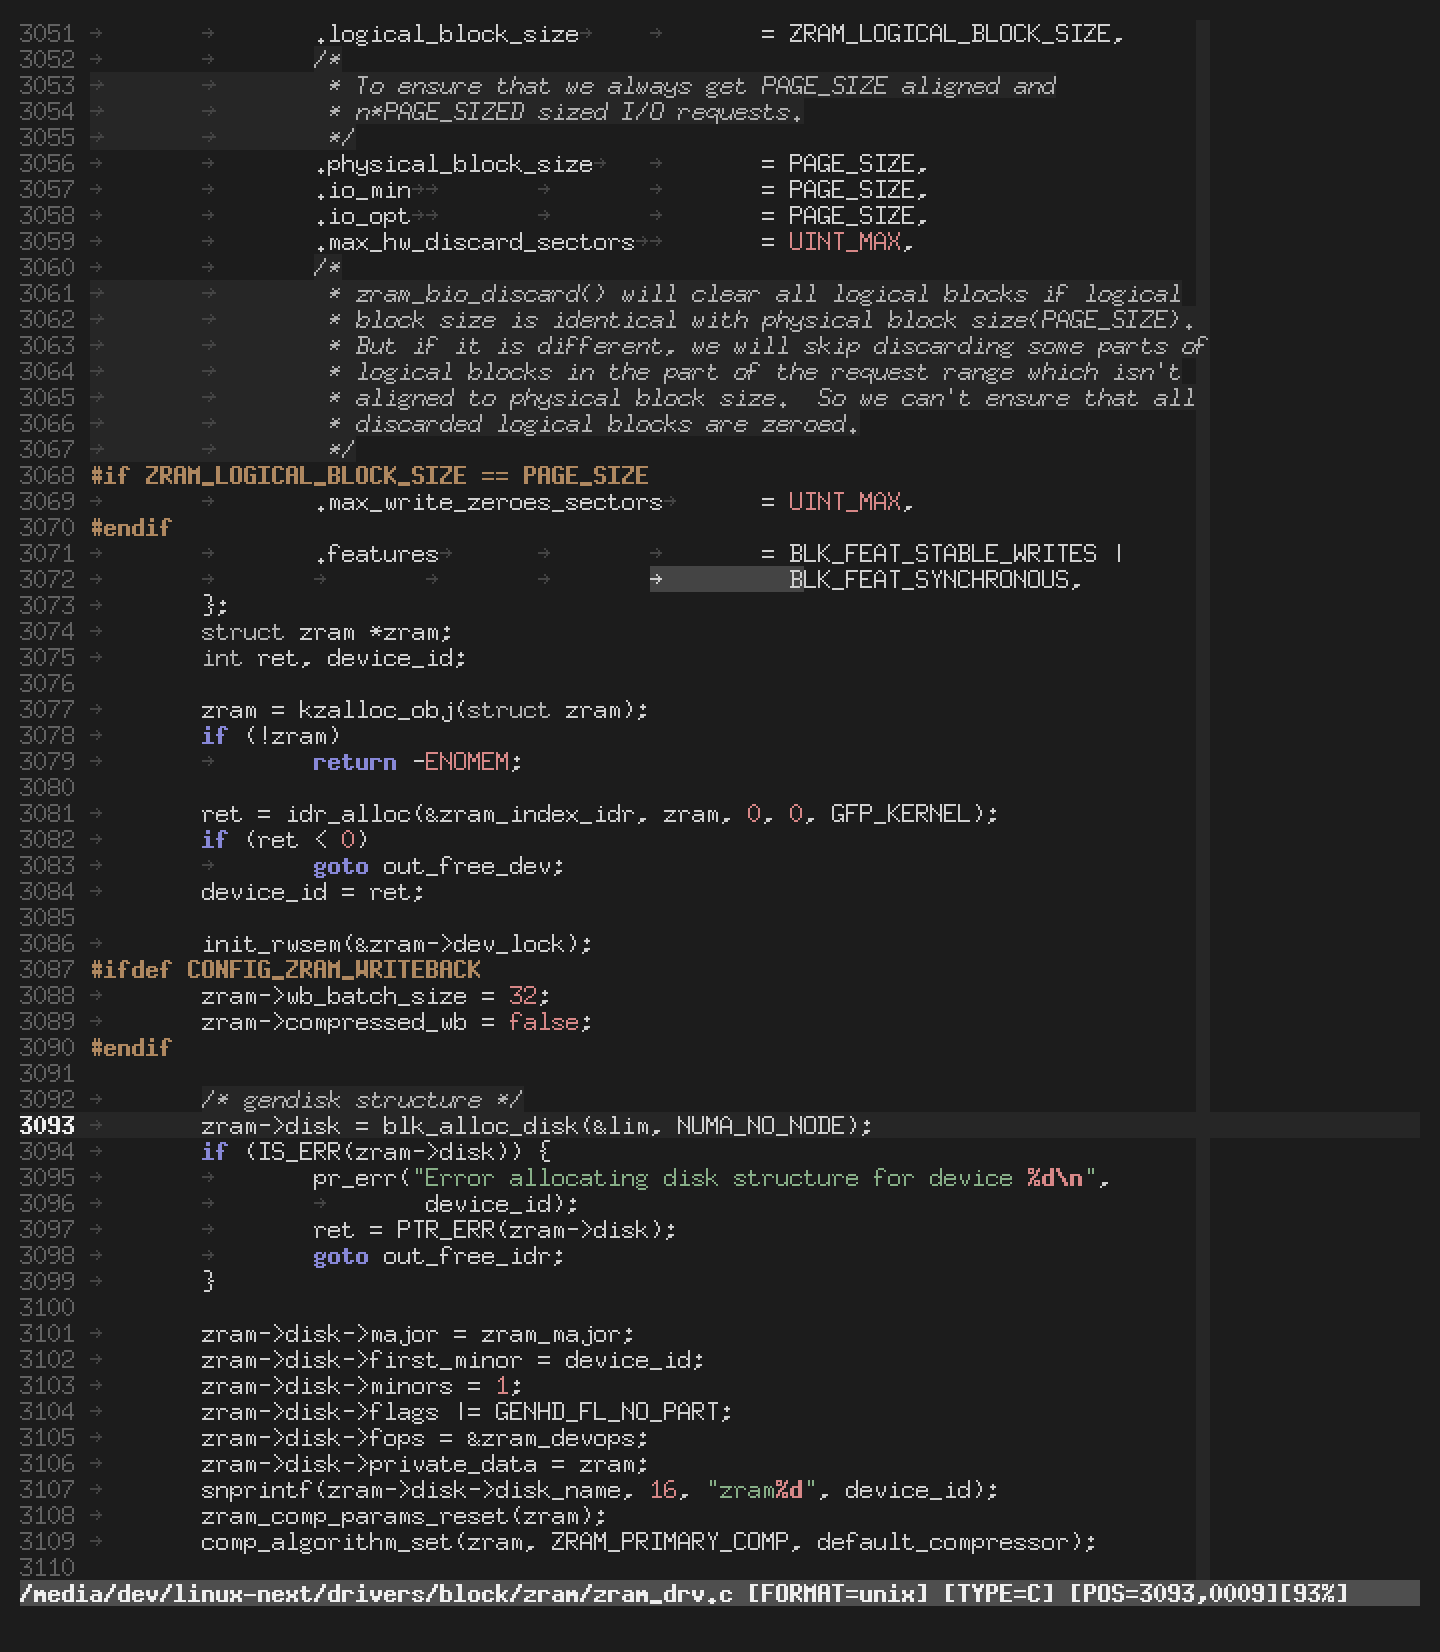 3051 →       →       .logical_block_size→    →       = ZRAM_LOGICAL_BLOCK_SIZE,
3052 →       →       /*
3053 →       →        * To ensure that we always get PAGE_SIZE aligned and
3054 →       →        * n*PAGE_SIZED sized I/O requests.
3055 →       →        */
3056 →       →       .physical_block_size→   →       = PAGE_SIZE,
3057 →       →       .io_min→→       →       →       = PAGE_SIZE,
3058 →       →       .io_opt→→       →       →       = PAGE_SIZE,
3059 →       →       .max_hw_discard_sectors→→       = UINT_MAX,
3060 →       →       /*
3061 →       →        * zram_bio_discard() will clear all logical blocks if logical
3062 →       →        * block size is identical with physical block size(PAGE_SIZE).
3063 →       →        * But if it is different, we will skip discarding some parts of
3064 →       →        * logical blocks in the part of the request range which isn't
3065 →       →        * aligned to physical block size.  So we can't ensure that all
3066 →       →        * discarded logical blocks are zeroed.
3067 →       →        */
3068 #if ZRAM_LOGICAL_BLOCK_SIZE == PAGE_SIZE
3069 →       →       .max_write_zeroes_sectors→      = UINT_MAX,
3070 #endif
3071 →       →       .features→      →       →       = BLK_FEAT_STABLE_WRITES |
3072 →       →       →       →       →       →         BLK_FEAT_SYNCHRONOUS,
3073 →       };
3074 →       struct zram *zram;
3075 →       int ret, device_id;
3076
3077 →       zram = kzalloc_obj(struct zram);
3078 →       if (!zram)
3079 →       →       return -ENOMEM;
3080
3081 →       ret = idr_alloc(&zram_index_idr, zram, 0, 0, GFP_KERNEL);
3082 →       if (ret < 0)
3083 →       →       goto out_free_dev;
3084 →       device_id = ret;
3085
3086 →       init_rwsem(&zram->dev_lock);
3087 #ifdef CONFIG_ZRAM_WRITEBACK
3088 →       zram->wb_batch_size = 32;
3089 →       zram->compressed_wb = false;
3090 #endif
3091
3092 →       /* gendisk structure */
3093 →       zram->disk = blk_alloc_disk(&lim, NUMA_NO_NODE);
3094 →       if (IS_ERR(zram->disk)) {
3095 →       →       pr_err("Error allocating disk structure for device %d\n",
3096 →       →       →       device_id);
3097 →       →       ret = PTR_ERR(zram->disk);
3098 →       →       goto out_free_idr;
3099 →       }
3100
3101 →       zram->disk->major = zram_major;
3102 →       zram->disk->first_minor = device_id;
3103 →       zram->disk->minors = 1;
3104 →       zram->disk->flags |= GENHD_FL_NO_PART;
3105 →       zram->disk->fops = &zram_devops;
3106 →       zram->disk->private_data = zram;
3107 →       snprintf(zram->disk->disk_name, 16, "zram%d", device_id);
3108 →       zram_comp_params_reset(zram);
3109 →       comp_algorithm_set(zram, ZRAM_PRIMARY_COMP, default_compressor);
3110
/media/dev/linux-next/drivers/block/zram/zram_drv.c [FORMAT=unix] [TYPE=C] [POS=3093,0009][93%]